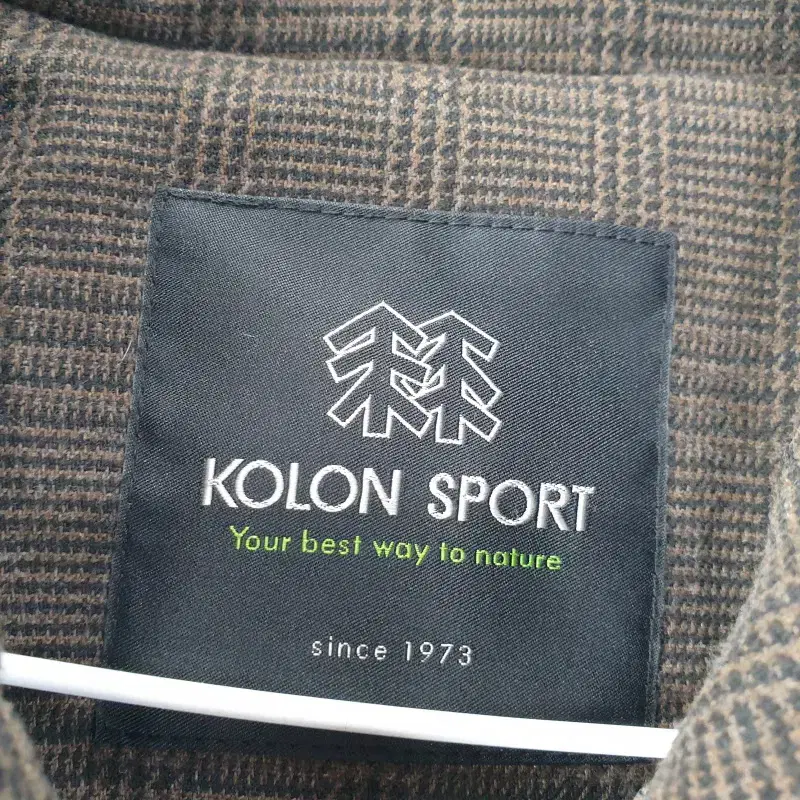 KOLON SPORT
Your best way to nature
since 1973